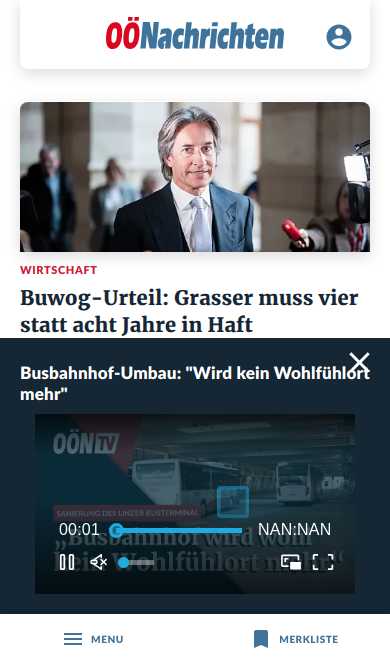 OÖNachrichten
WIRTSCHAFT
Buwog-Urteil: Grasser muss vier
statt acht Jahre in Haft
Busbahnhof-Umbau: "Wird kein Wohlfühlort
mehr"
OÖN TV
SANIERUNG DES LINZER BUSTERMINAL
00:01 NAN:NAN
„Busbahnhof wird wohl
kein Wohlfühlort mehr“
MENU MERKLISTE